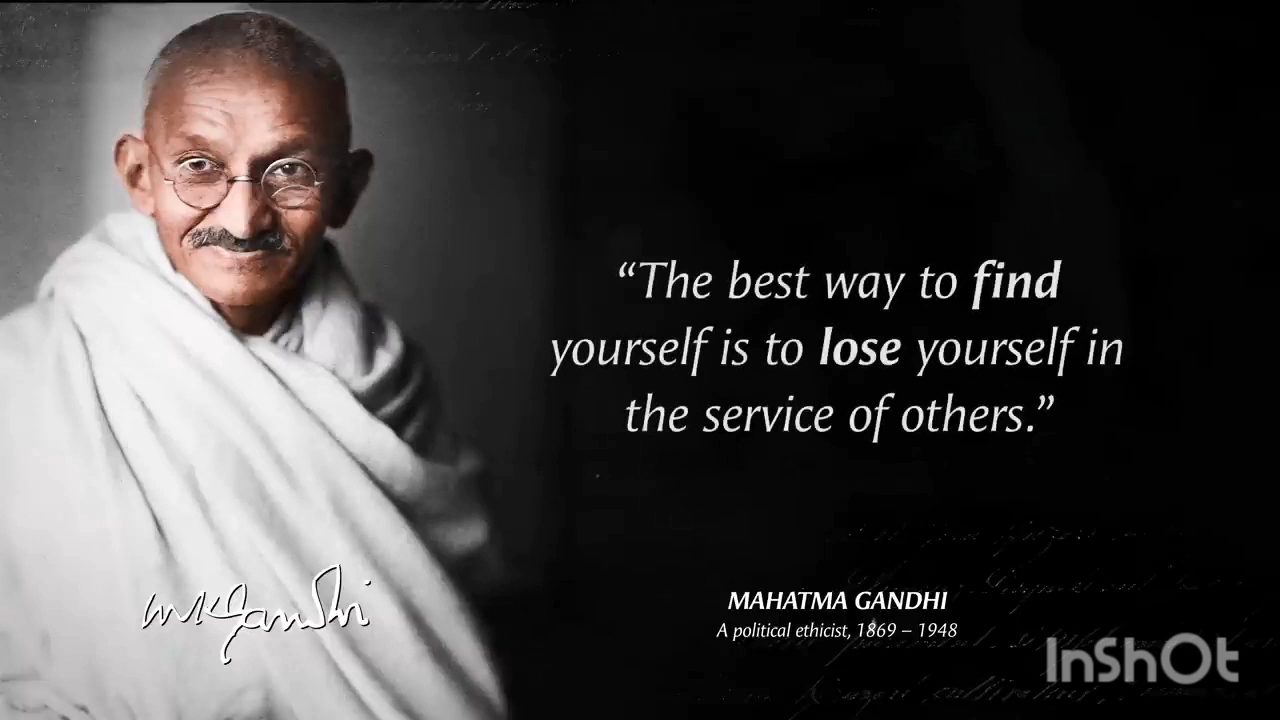 “The best way to find
yourself is to lose yourself in
the service of others.”
MKGandhi
MAHATMA GANDHI
A political ethicist, 1869 – 1948
InShOt